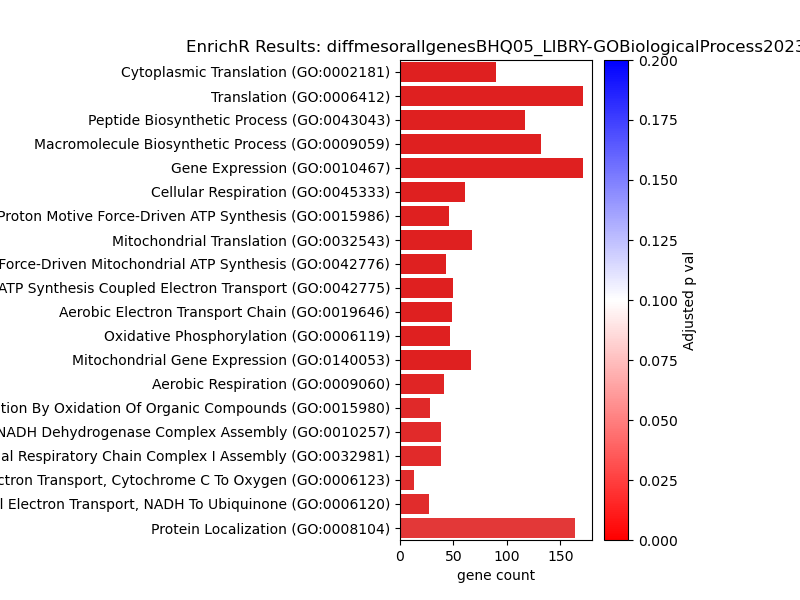 EnrichR Results: diffmesorallgenesBHQ05_LIBRY-GOBiologicalProcess2023
Cytoplasmic Translation (GO:0002181)
Translation (GO:0006412)
Peptide Biosynthetic Process (GO:0043043)
Macromolecule Biosynthetic Process (GO:0009059)
Gene Expression (GO:0010467)
Cellular Respiration (GO:0045333)
Proton Motive Force-Driven ATP Synthesis (GO:0015986)
Mitochondrial Translation (GO:0032543)
Force-Driven Mitochondrial ATP Synthesis (GO:0042776)
ATP Synthesis Coupled Electron Transport (GO:0042775)
Aerobic Electron Transport Chain (GO:0019646)
Oxidative Phosphorylation (GO:0006119)
Mitochondrial Gene Expression (GO:0140053)
Aerobic Respiration (GO:0009060)
tion By Oxidation Of Organic Compounds (GO:0015980)
NADH Dehydrogenase Complex Assembly (GO:0010257)
al Respiratory Chain Complex I Assembly (GO:0032981)
ctron Transport, Cytochrome C To Oxygen (GO:0006123)
l Electron Transport, NADH To Ubiquinone (GO:0006120)
Protein Localization (GO:0008104)
0 50 100 150
gene count
0.200
0.175
0.150
0.125
0.100
0.075
0.050
0.025
0.000
Adjusted p val